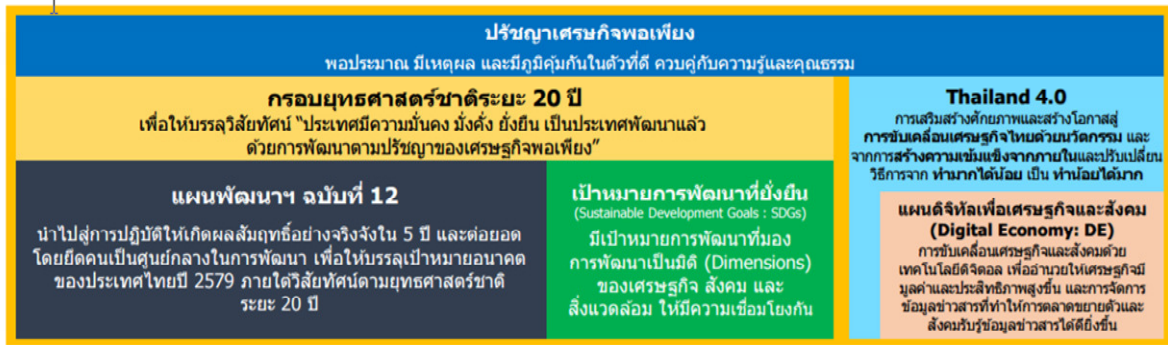 ปรัชญาเศรษฐกิจพอเพียง
พอประมาณ มีเหตุผล และมีภูมิคุ้มกันในตัวที่ดี ควบคู่กับความรู้และคุณธรรม
กรอบยุทธศาสตร์ชาติระยะ 20 ปี
เพื่อให้บรรลุวิสัยทัศน์ “ประเทศมีความมั่นคง มั่งคั่ง ยั่งยืน เป็นประเทศพัฒนาแล้ว
ด้วยการพัฒนาตามปรัชญาของเศรษฐกิจพอเพียง”
แผนพัฒนาฯ ฉบับที่ 12
นำไปสู่การปฏิบัติให้เกิดผลสัมฤทธิ์อย่างจริงจังใน 5 ปี และต่อยอด
โดยยึดคนเป็นศูนย์กลางในการพัฒนา เพื่อให้บรรลุเป้าหมายอนาคต
ของประเทศไทยปี 2579 ภายใต้วิสัยทัศน์ตามยุทธศาสตร์ชาติ
ระยะ 20 ปี
เป้าหมายการพัฒนาที่ยั่งยืน
(Sustainable Development Goals : SDGs)
มีเป้าหมายการพัฒนาที่มอง
การพัฒนาเป็นมิติ (Dimensions)
ของเศรษฐกิจ สังคม และ
สิ่งแวดล้อม ให้มีความเชื่อมโยงกัน
Thailand 4.0
การเสริมสร้างศักยภาพและสร้างโอกาสสู่
การขับเคลื่อนเศรษฐกิจไทยด้วยนวัตกรรม และ
จากการสร้างความเข้มแข็งจากภายในและปรับเปลี่ยน
วิธีการจาก ทำมากได้น้อย เป็น ทำน้อยได้มาก
แผนดิจิทัลเพื่อเศรษฐกิจและสังคม
(Digital Economy: DE)
การขับเคลื่อนเศรษฐกิจและสังคมด้วย
เทคโนโลยีดิจิตอล เพื่ออำนวยให้เศรษฐกิจมี
มูลค่าและประสิทธิภาพสูงขึ้น และการจัดการ
ข้อมูลข่าวสารที่ทำให้การตลาดขยายตัวและ
สังคมรับรู้ข้อมูลข่าวสารได้ดียิ่งขึ้น